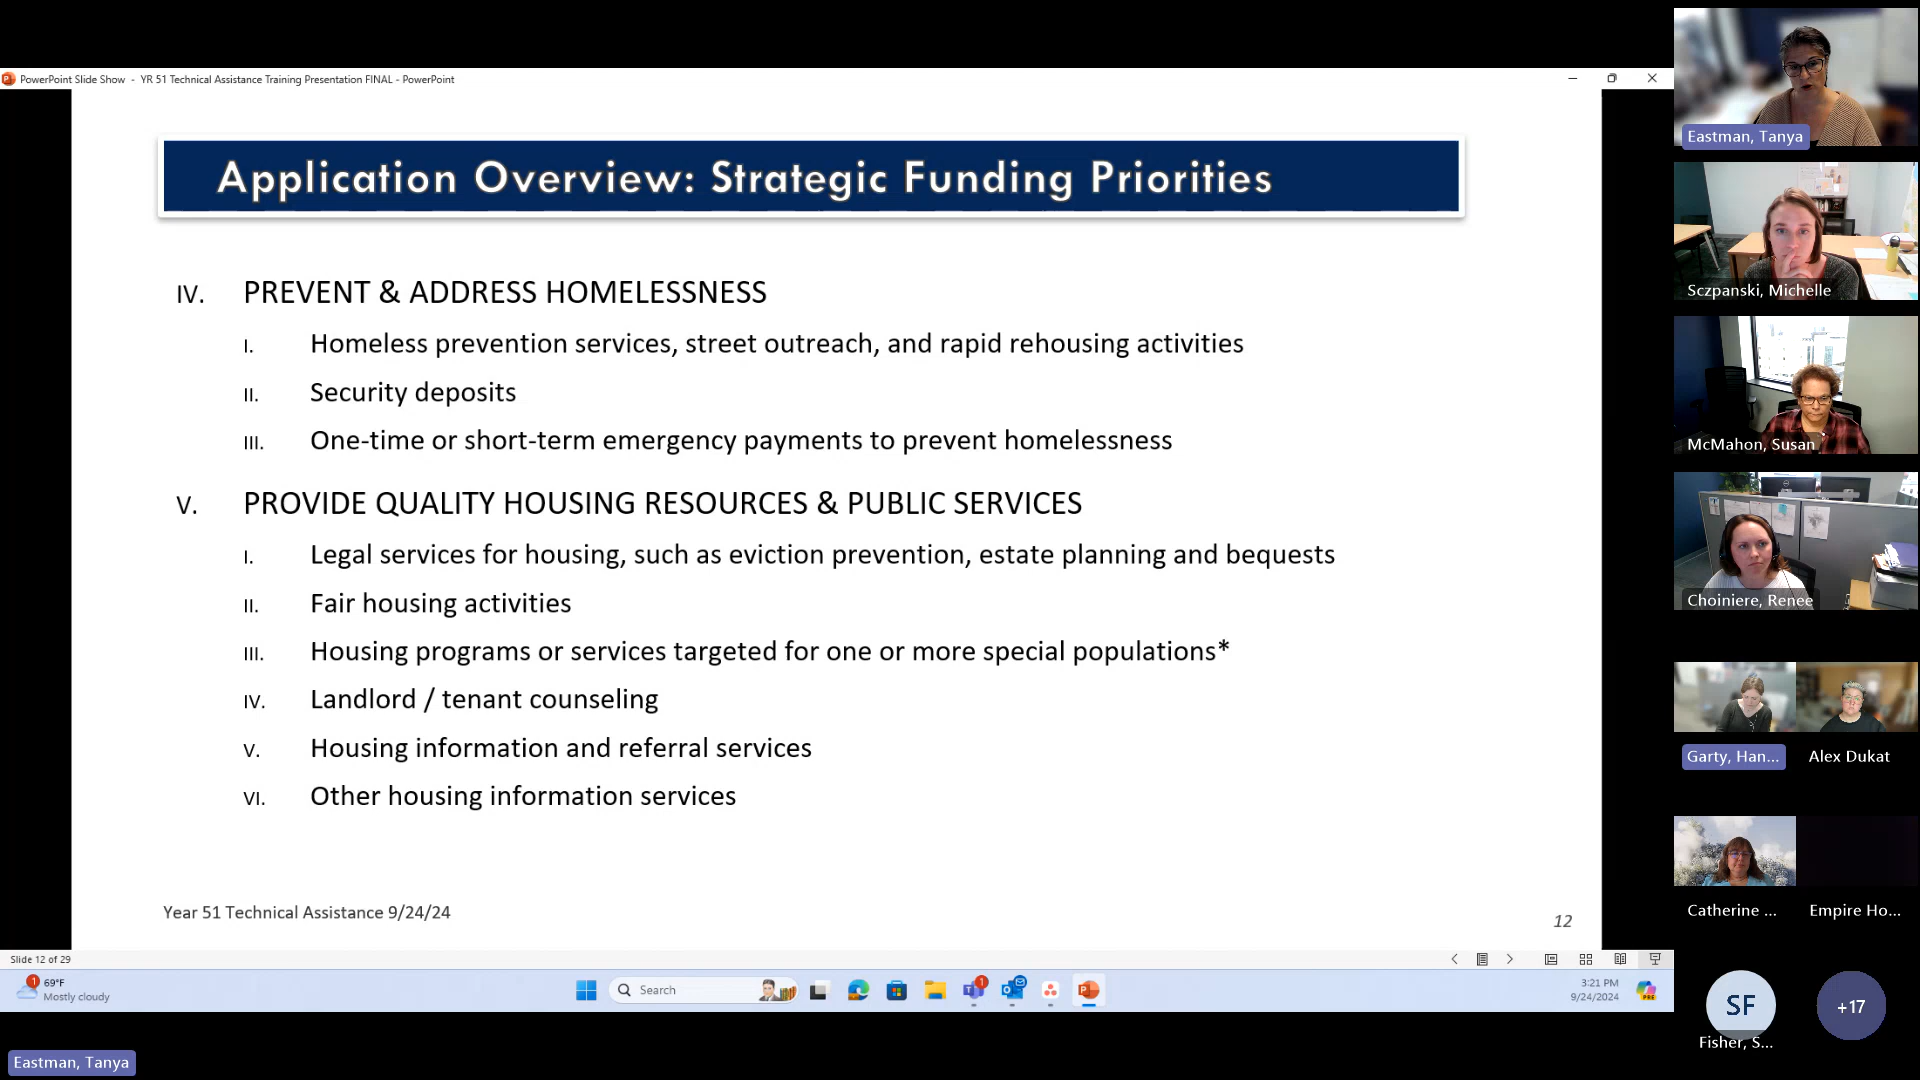 PowerPoint Slide Show - YR 51 Technical Assistance Training Presentation FINAL - PowerPoint
Application Overview: Strategic Funding Priorities
IV. PREVENT & ADDRESS HOMELESSNESS
I. Homeless prevention services, street outreach, and rapid rehousing activities
II. Security deposits
III. One-time or short-term emergency payments to prevent homelessness
V. PROVIDE QUALITY HOUSING RESOURCES & PUBLIC SERVICES
I. Legal services for housing, such as eviction prevention, estate planning and bequests
II. Fair housing activities
III. Housing programs or services targeted for one or more special populations*
IV. Landlord / tenant counseling
V. Housing information and referral services
VI. Other housing information services
Year 51 Technical Assistance 9/24/24
12
Slide 12 of 29
1
69°F
Mostly cloudy
Search
1
PRE
3:21 PM
9/24/2024
Eastman, Tanya
Eastman, Tanya
Sczpanski, Michelle
McMahon, Susan
Choiniere, Renee
Garty, Han...
Alex Dukat
Catherine ...
Empire Ho...
SF
+17
Fisher, S...